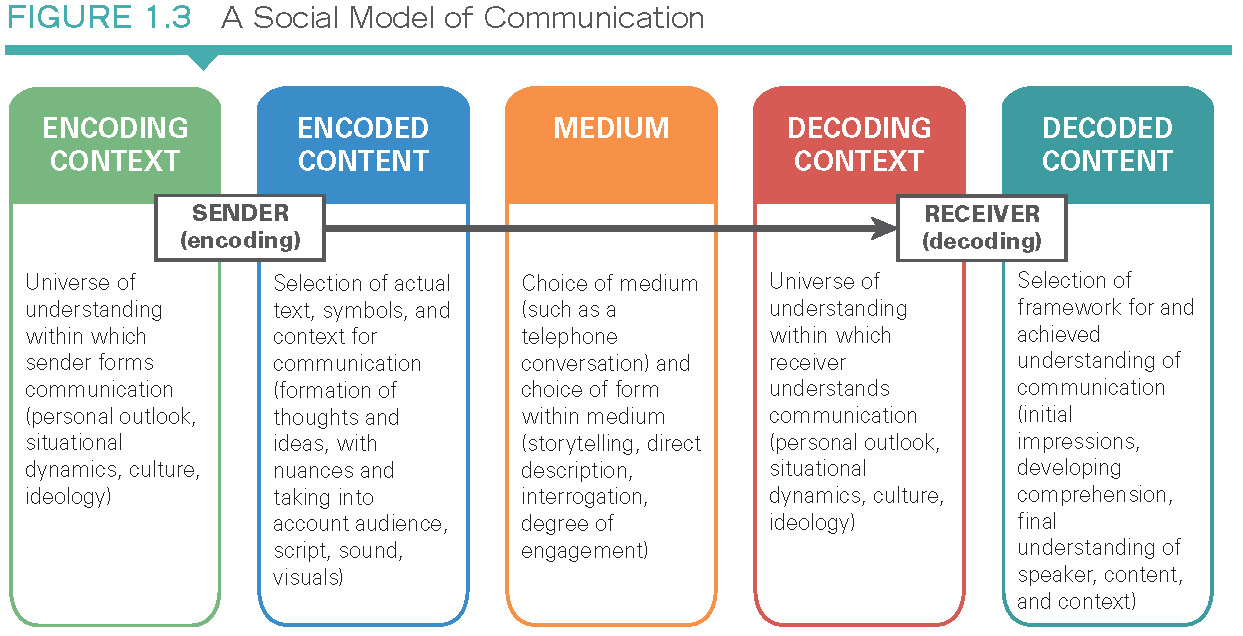 FIGURE 1.3 A Social Model of Communication
ENCODING
CONTEXT
SENDER
(encoding)
Universe of
understanding
within which
sender forms
communication
(personal outlook,
situational
dynamics, culture,
ideology)
ENCODED
CONTENT
Selection of actual
text, symbols, and
context for
communication
(formation of
thoughts and
ideas, with
nuances and
taking into
account audience,
script, sound,
visuals)
MEDIUM
Choice of medium
(such as a
telephone
conversation) and
choice of form
within medium
(storytelling, direct
description,
interrogation,
degree of
engagement)
DECODING
CONTEXT
Universe of
understanding
within which
receiver
understands
communication
(personal outlook,
situational
dynamics, culture,
ideology)
RECEIVER
(decoding)
DECODED
CONTENT
Selection of
framework for and
achieved
understanding of
communication
(initial
impressions,
developing
comprehension,
final
understanding of
speaker, content,
and context)